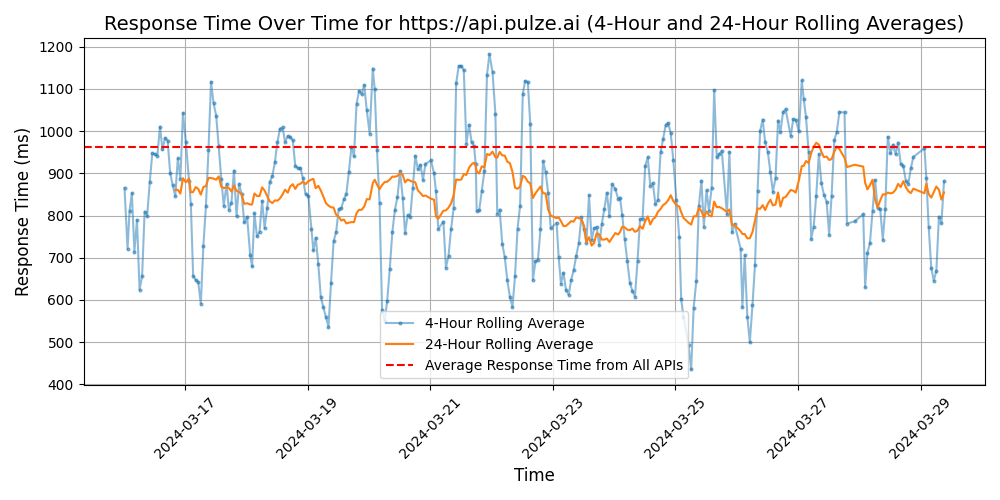 Response Time Over Time for https://api.pulze.ai (4-Hour and 24-Hour Rolling Averages)
Response Time (ms)
1200
1100
1000
900
800
700
600
500
400
4-Hour Rolling Average
24-Hour Rolling Average
Average Response Time from All APIs
2024-03-17
2024-03-19
2024-03-21
2024-03-23
2024-03-25
2024-03-27
2024-03-29
Time